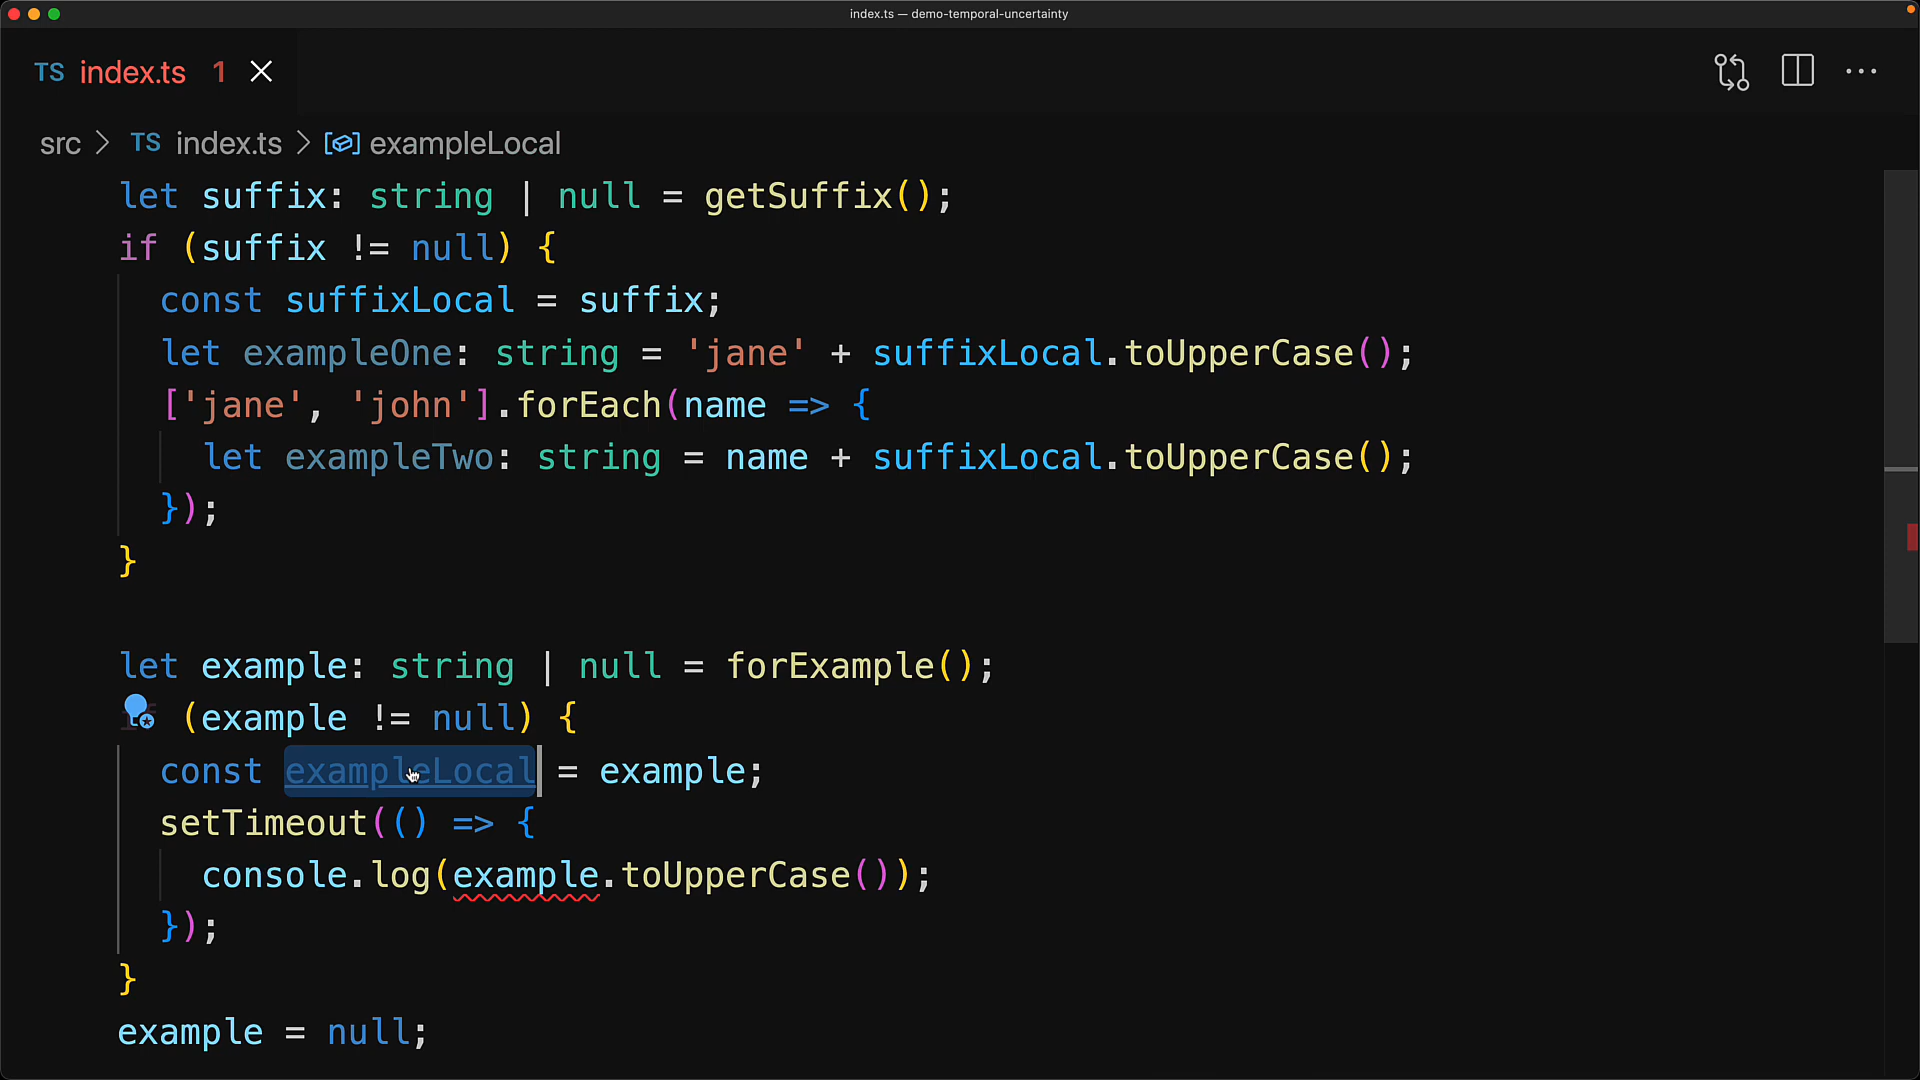 index.ts — demo-temporal-uncertainty
TS index.ts 1
src > TS index.ts > exampleLocal
let suffix: string | null = getSuffix();
if (suffix != null) {
const suffixLocal = suffix;
let exampleOne: string = 'jane' + suffixLocal.toUpperCase();
['jane', 'john'].forEach(name => {
let exampleTwo: string = name + suffixLocal.toUpperCase();
});
}
let example: string | null = forExample();
(example != null) {
const exampleLocal = example;
setTimeout(() => {
console.log(example.toUpperCase());
});
}
example = null;